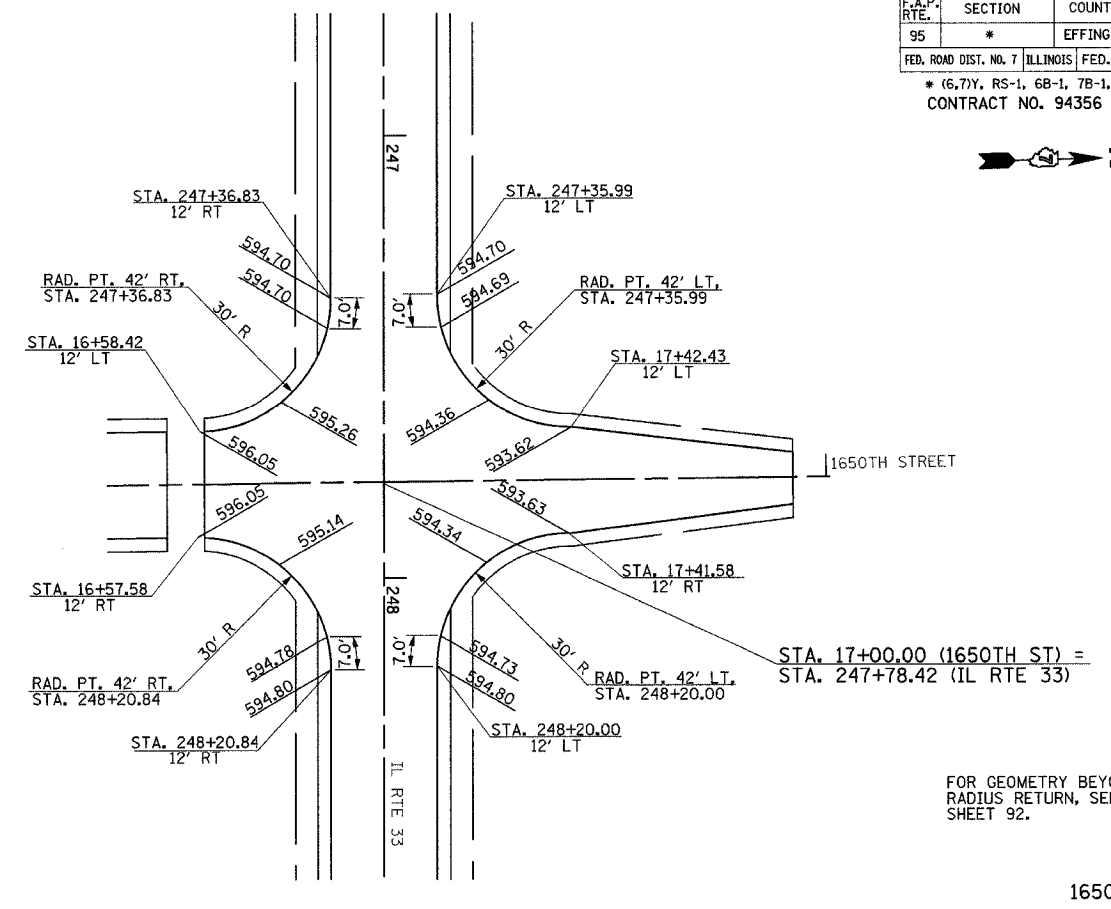 F.A.P. RTE. SECTION COUNT
95 * EFFING
FED. ROAD DIST. NO. 7 ILLINOIS FED.
* (6,7)Y, RS-1, 6B-1, 7B-1,
CONTRACT NO. 94356
247
STA. 247+36.83
12' RT
STA. 247+35.99
12' LT
594.70
594.70
594.70
594.69
RAD. PT. 42' RT,
STA. 247+36.83
RAD. PT. 42' LT,
STA. 247+35.99
7.0'
7.0'
30' R
30' R
STA. 16+58.42
12' LT
STA. 17+42.43
12' LT
595.26
594.36
596.05
593.62
1650TH STREET
596.05
593.63
595.14
594.34
STA. 16+57.58
12' RT
STA. 17+41.58
12' RT
248
7.0'
7.0'
30' R
30' R
594.78
594.80
594.73
594.80
STA. 17+00.00 (1650TH ST) =
STA. 247+78.42 (IL RTE 33)
RAD. PT. 42' RT,
STA. 248+20.84
RAD. PT. 42' LT,
STA. 248+20.00
STA. 248+20.84
12' RT
STA. 248+20.00
12' LT
IL RTE 33
FOR GEOMETRY BEYO
RADIUS RETURN, SE
SHEET 92.
1650